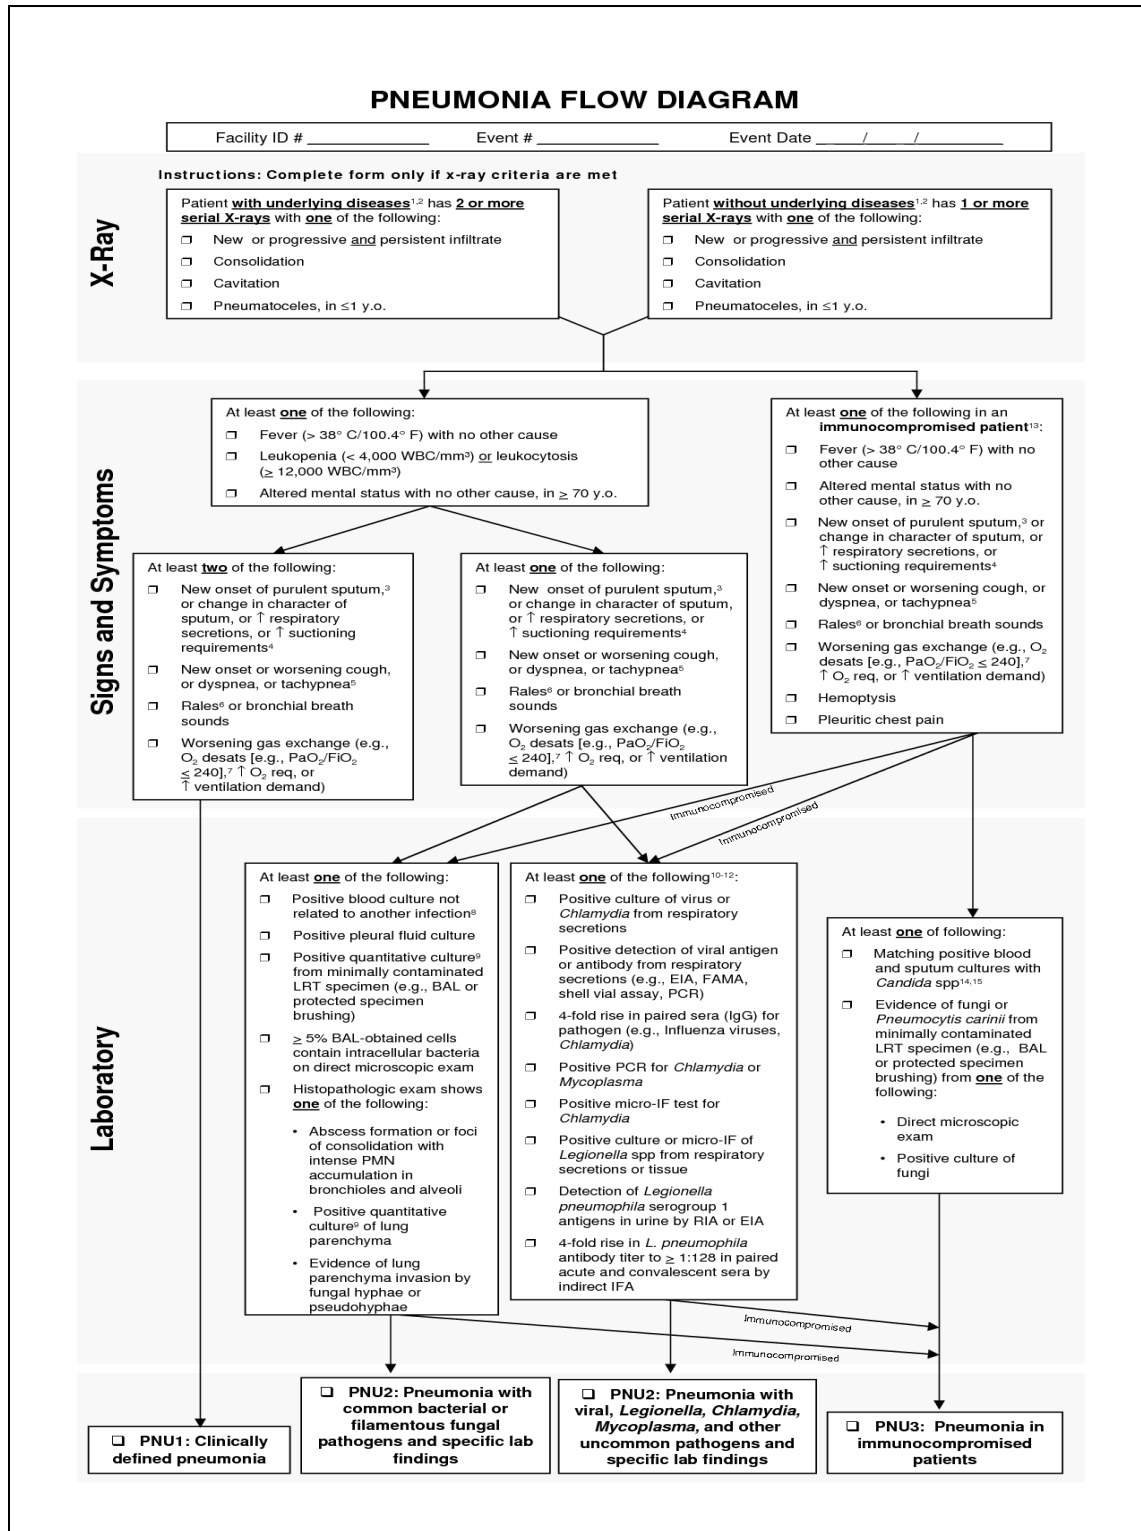 PNEUMONIA FLOW DIAGRAM
Facility ID # ______________ Event # ______________ Event Date _____/_____/__________
Instructions: Complete form only if x-ray criteria are met
X-Ray
Patient with underlying diseases1,2 has 2 or more
serial X-rays with one of the following:
❒ New or progressive and persistent infiltrate
❒ Consolidation
❒ Cavitation
❒ Pneumatoceles, in ≤1 y.o.
Patient without underlying diseases1,2 has 1 or more
serial X-rays with one of the following:
❒ New or progressive and persistent infiltrate
❒ Consolidation
❒ Cavitation
❒ Pneumatoceles, in ≤1 y.o.
Signs and Symptoms
At least one of the following:
❒ Fever (> 38° C/100.4° F) with no other cause
❒ Leukopenia (< 4,000 WBC/mm³) or leukocytosis
(≥ 12,000 WBC/mm³)
❒ Altered mental status with no other cause, in ≥ 70 y.o.
At least two of the following:
❒ New onset of purulent sputum,3
or change in character of
sputum, or ↑ respiratory
secretions, or ↑ suctioning
requirements4
❒ New onset or worsening cough,
or dyspnea, or tachypnea5
❒ Rales6 or bronchial breath
sounds
❒ Worsening gas exchange (e.g.,
O2 desats [e.g., PaO2/FiO2
≤ 240],7 ↑ O2 req, or
↑ ventilation demand)
At least one of the following:
❒ New onset of purulent sputum,3
or change in character of sputum,
or ↑ respiratory secretions, or
↑ suctioning requirements4
❒ New onset or worsening cough,
or dyspnea, or tachypnea5
❒ Rales6 or bronchial breath
sounds
❒ Worsening gas exchange (e.g.,
O2 desats [e.g., PaO2/FiO2
≤ 240],7 ↑ O2 req, or ↑ ventilation
demand)
At least one of the following in an
immunocompromised patient13:
❒ Fever (> 38° C/100.4° F) with no
other cause
❒ Altered mental status with no
other cause, in ≥ 70 y.o.
❒ New onset of purulent sputum,3 or
change in character of sputum, or
↑ respiratory secretions, or
↑ suctioning requirements4
❒ New onset or worsening cough, or
dyspnea, or tachypnea5
❒ Rales6 or bronchial breath sounds
❒ Worsening gas exchange (e.g., O2
desats [e.g., PaO2/FiO2 ≤ 240],7
↑ O2 req, or ↑ ventilation demand)
❒ Hemoptysis
❒ Pleuritic chest pain
Immunocompromised
Immunocompromised
Laboratory
At least one of the following:
❒ Positive blood culture not
related to another infection8
❒ Positive pleural fluid culture
❒ Positive quantitative culture9
from minimally contaminated
LRT specimen (e.g., BAL or
protected specimen
brushing)
❒ ≥ 5% BAL-obtained cells
contain intracellular bacteria
on direct microscopic exam
❒ Histopathologic exam shows
one of the following:
• Abscess formation or foci
of consolidation with
intense PMN
accumulation in
bronchioles and alveoli
• Positive quantitative
culture9 of lung
parenchyma
• Evidence of lung
parenchyma invasion by
fungal hyphae or
pseudohyphae
At least one of the following10-12:
❒ Positive culture of virus or
Chlamydia from respiratory
secretions
❒ Positive detection of viral antigen
or antibody from respiratory
secretions (e.g., EIA, FAMA,
shell vial assay, PCR)
❒ 4-fold rise in paired sera (IgG) for
pathogen (e.g., Influenza viruses,
Chlamydia)
❒ Positive PCR for Chlamydia or
Mycoplasma
❒ Positive micro-IF test for
Chlamydia
❒ Positive culture or micro-IF of
Legionella spp from respiratory
secretions or tissue
❒ Detection of Legionella
pneumophila serogroup 1
antigens in urine by RIA or EIA
❒ 4-fold rise in L. pneumophila
antibody titer to ≥ 1:128 in paired
acute and convalescent sera by
indirect IFA
At least one of following:
❒ Matching positive blood
and sputum cultures with
Candida spp14,15
❒ Evidence of fungi or
Pneumocytis carinii from
minimally contaminated
LRT specimen (e.g., BAL
or protected specimen
brushing) from one of the
following:
• Direct microscopic
exam
• Positive culture of
fungi
Immunocompromised
Immunocompromised
❒ PNU1: Clinically
defined pneumonia
❒ PNU2: Pneumonia with
common bacterial or
filamentous fungal
pathogens and specific lab
findings
❒ PNU2: Pneumonia with
viral, Legionella, Chlamydia,
Mycoplasma, and other
uncommon pathogens and
specific lab findings
❒ PNU3: Pneumonia in
immunocompromised
patients